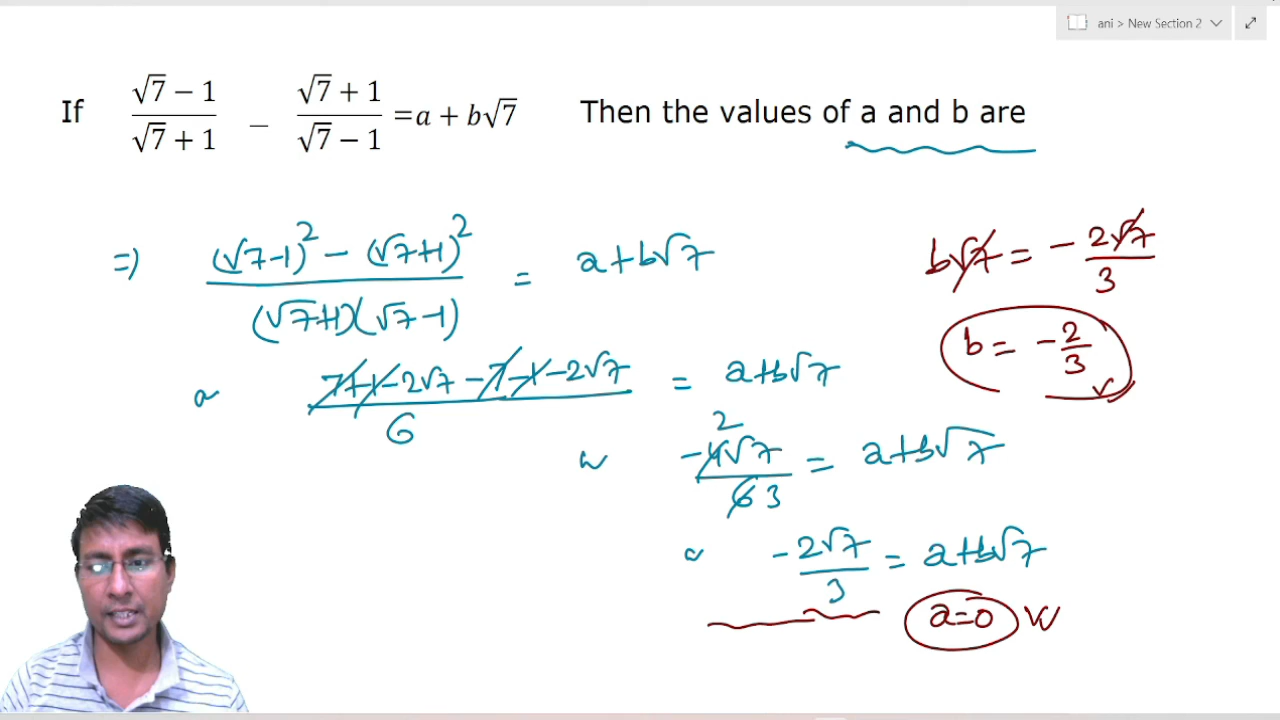 ani > New Section 2
If (√7 − 1)/(√7 + 1) − (√7 + 1)/(√7 − 1) = a + b√7 Then the values of a and b are
⇒ ((√7-1)² − (√7+1)²)/((√7+1)(√7-1)) = a+b√7
(7+1-2√7-7-1-2√7)/6 = a+b√7
-4√7/6 = a+b√7
2
3
-2√7/3 = a+b√7
a=0
b√7 = -2√7/3
b = -2/3